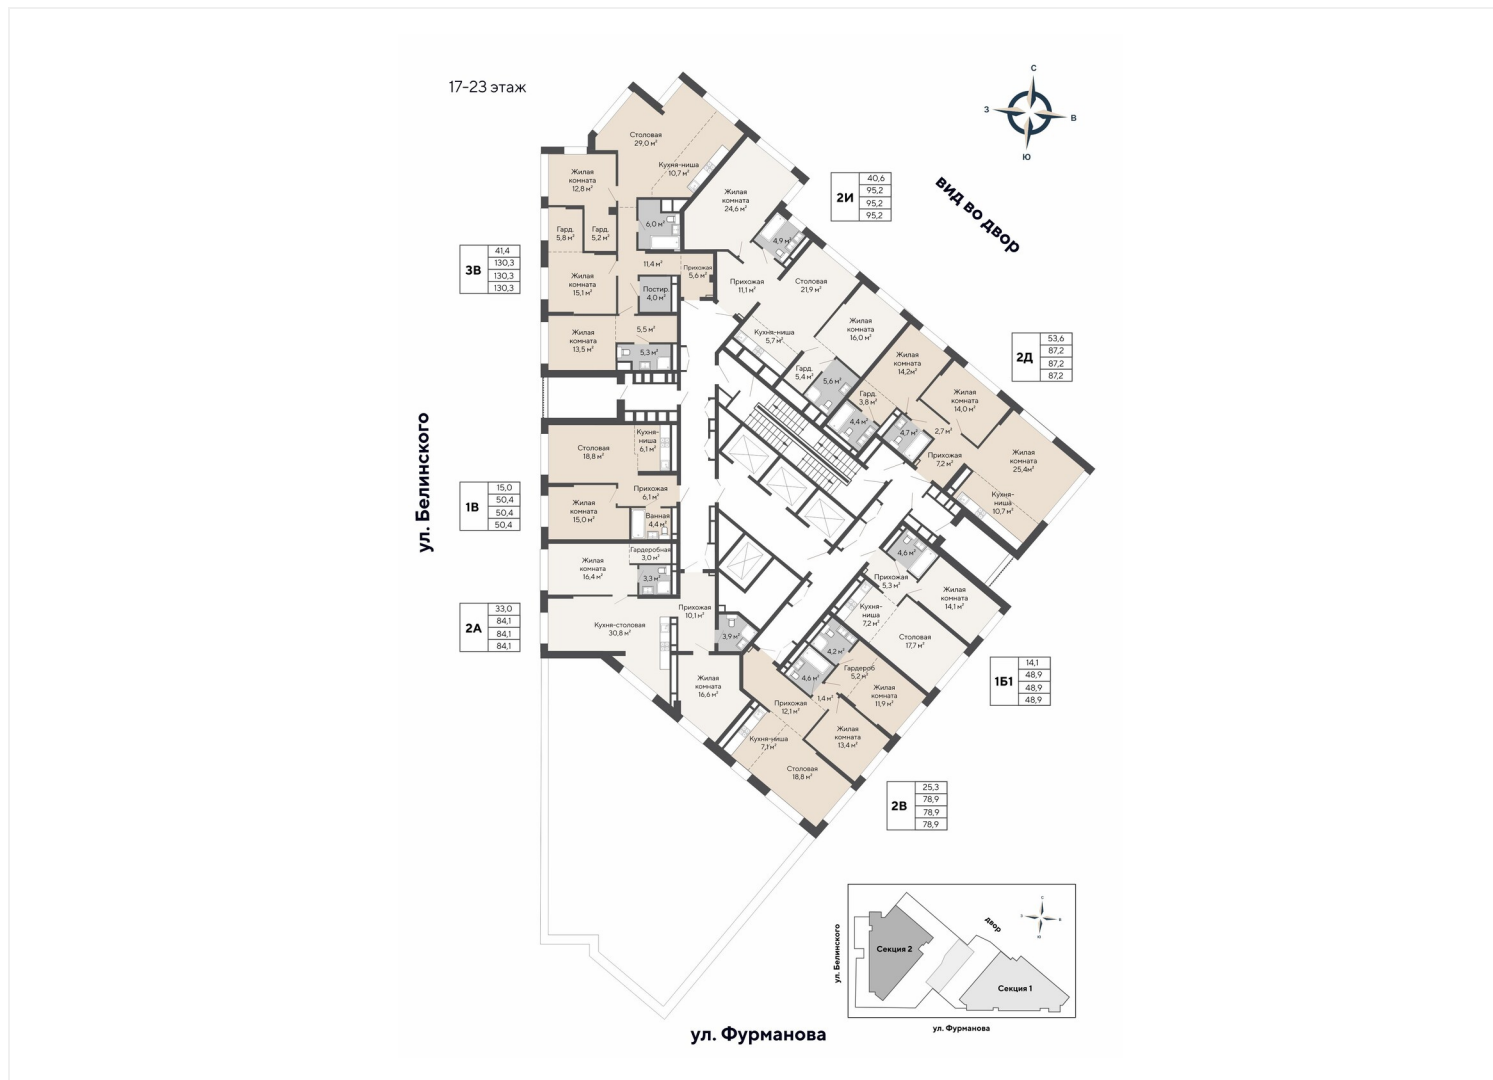 17-23 этаж
С
З
В
Ю
вид во двор
ул. Белинского
ул. Фурманова
3В
41,4
130,3
130,3
130,3
Столовая
29,0 м²
Кухня-ниша
10,7 м²
Жилая
комната
12,8 м²
Гард.
5,8 м²
Гард.
5,2 м²
6,0 м²
11,4 м²
Прихожая
5,6 м²
Жилая
комната
15,1 м²
Постир.
4,0 м²
Жилая
комната
13,5 м²
5,5 м²
5,3 м²
2И
40,6
95,2
95,2
95,2
Жилая
комната
24,6 м²
4,9 м²
Прихожая
11,1 м²
Столовая
21,9 м²
Кухня-ниша
5,7 м²
Жилая
комната
16,0 м²
Гард.
5,4 м²
5,6 м²
2Д
53,6
87,2
87,2
87,2
Жилая
комната
14,2м²
Гард.
3,8 м²
4,4 м²
Жилая
комната
14,0 м²
4,7 м²
2,7 м²
Прихожая
7,2 м²
Жилая
комната
25,4м²
Кухня-
ниша
10,7 м²
1В
15,0
50,4
50,4
50,4
Столовая
18,8 м²
Кухня-
ниша
6,1 м²
Прихожая
6,1 м²
Жилая
комната
15,0 м²
Ванная
4,4 м²
2А
33,0
84,1
84,1
84,1
Жилая
комната
16,4 м²
Гардеробная
3,0 м²
3,3 м²
Кухня-столовая
30,8 м²
Прихожая
10,1 м²
3,9 м²
Жилая
комната
16,6 м²
1Б1
14,1
48,9
48,9
48,9
4,6 м²
Прихожая
5,3 м²
Жилая
комната
14,1 м²
Кухня-
ниша
7,2 м²
Столовая
17,7 м²
2В
25,3
78,9
78,9
78,9
4,2 м²
4,6 м²
Гардероб
5,2 м²
1,4 м²
Жилая
комната
11,9 м²
Прихожая
12,1 м²
Жилая
комната
13,4 м²
Кухня-ниша
7,1 м²
Столовая
18,8 м²
ул. Белинского
Секция 2
двор
Секция 1
ул. Фурманова